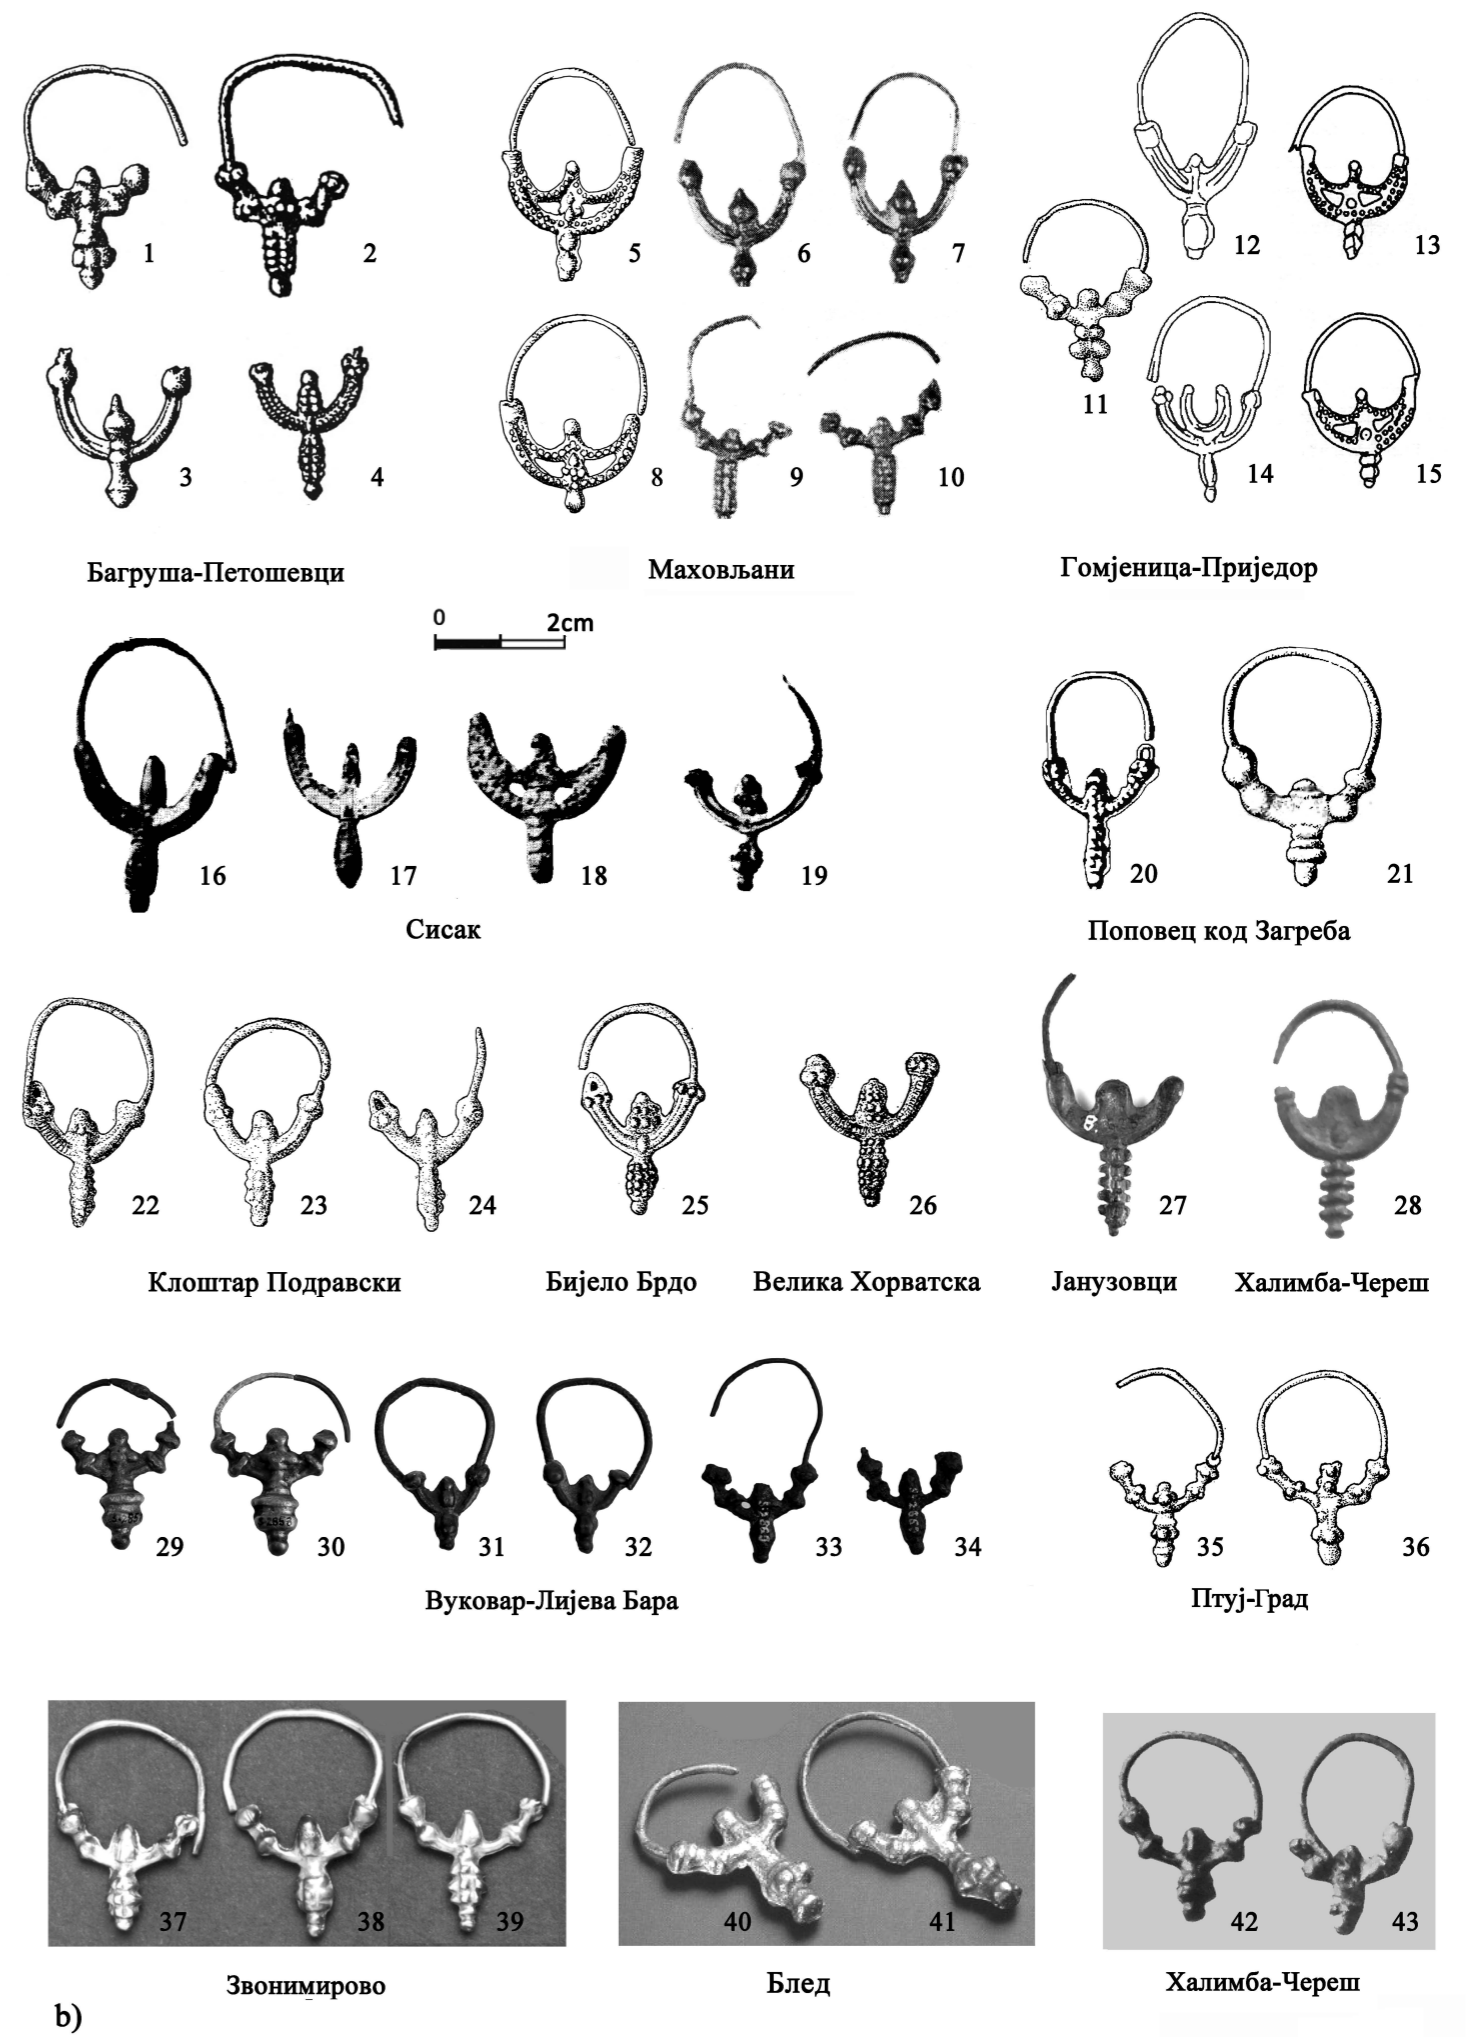 1 2 5 6 7 12 13
11
3 4 8 9 10 14 15
Багруша-Петошевци Маховљани Гомјеница-Приједор
0 2cm
16 17 18 19 20 21
Сисак Поповец код Загреба
22 23 24 25 26 27 28
Клоштар Подравски Бијело Брдо Велика Хорватска Јанузовци Халимба-Череш
29 30 31 32 33 34 35 36
Вуковар-Лијева Бара Птуј-Град
37 38 39 40 41 42 43
Звонимирово Блед Халимба-Череш
b)